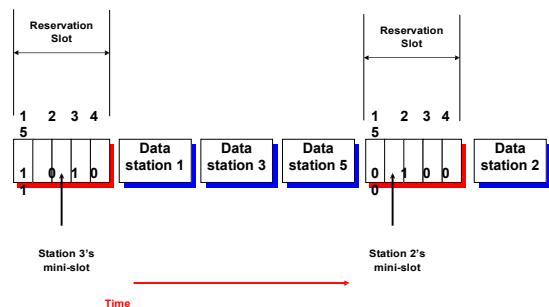 Reservation
Slot
Reservation
Slot
1 2 3 4
5
1 2 3 4
5
1 0 1 0
1
Data
station 1
Data
station 3
Data
station 5
0 1 0 0
0
Data
station 2
Station 3's
mini-slot
Station 2's
mini-slot
Time